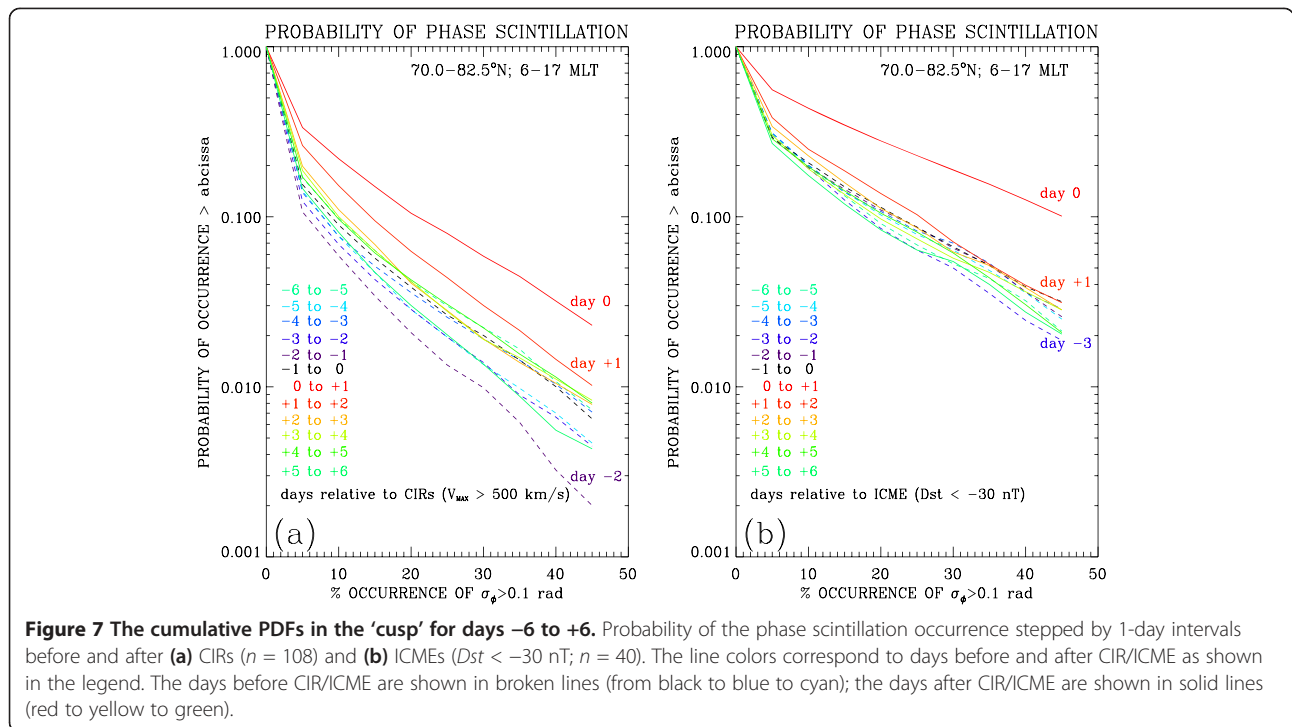 PROBABILITY OF PHASE SCINTILLATION
70.0–82.5°N; 6–17 MLT
PROBABILITY OF OCCURRENCE > abcissa
1.000
0.100
0.010
0.001
day 0
day +1
day −2
−6 to −5
−5 to −4
−4 to −3
−3 to −2
−2 to −1
−1 to 0
0 to +1
+1 to +2
+2 to +3
+3 to +4
+4 to +5
+5 to +6
days relative to CIRs (VMAX > 500 km/s)
(a)
0 10 20 30 40 50
% OCCURRENCE OF σϕ>0.1 rad
PROBABILITY OF PHASE SCINTILLATION
70.0–82.5°N; 6–17 MLT
PROBABILITY OF OCCURRENCE > abcissa
1.000
0.100
0.010
0.001
day 0
day +1
day −3
−6 to −5
−5 to −4
−4 to −3
−3 to −2
−2 to −1
−1 to 0
0 to +1
+1 to +2
+2 to +3
+3 to +4
+4 to +5
+5 to +6
days relative to ICME (Dst < −30 nT)
(b)
0 10 20 30 40 50
% OCCURRENCE OF σϕ>0.1 rad
Figure 7 The cumulative PDFs in the ‘cusp’ for days −6 to +6. Probability of the phase scintillation occurrence stepped by 1-day intervals
before and after (a) CIRs (n = 108) and (b) ICMEs (Dst < −30 nT; n = 40). The line colors correspond to days before and after CIR/ICME as shown
in the legend. The days before CIR/ICME are shown in broken lines (from black to blue to cyan); the days after CIR/ICME are shown in solid lines
(red to yellow to green).